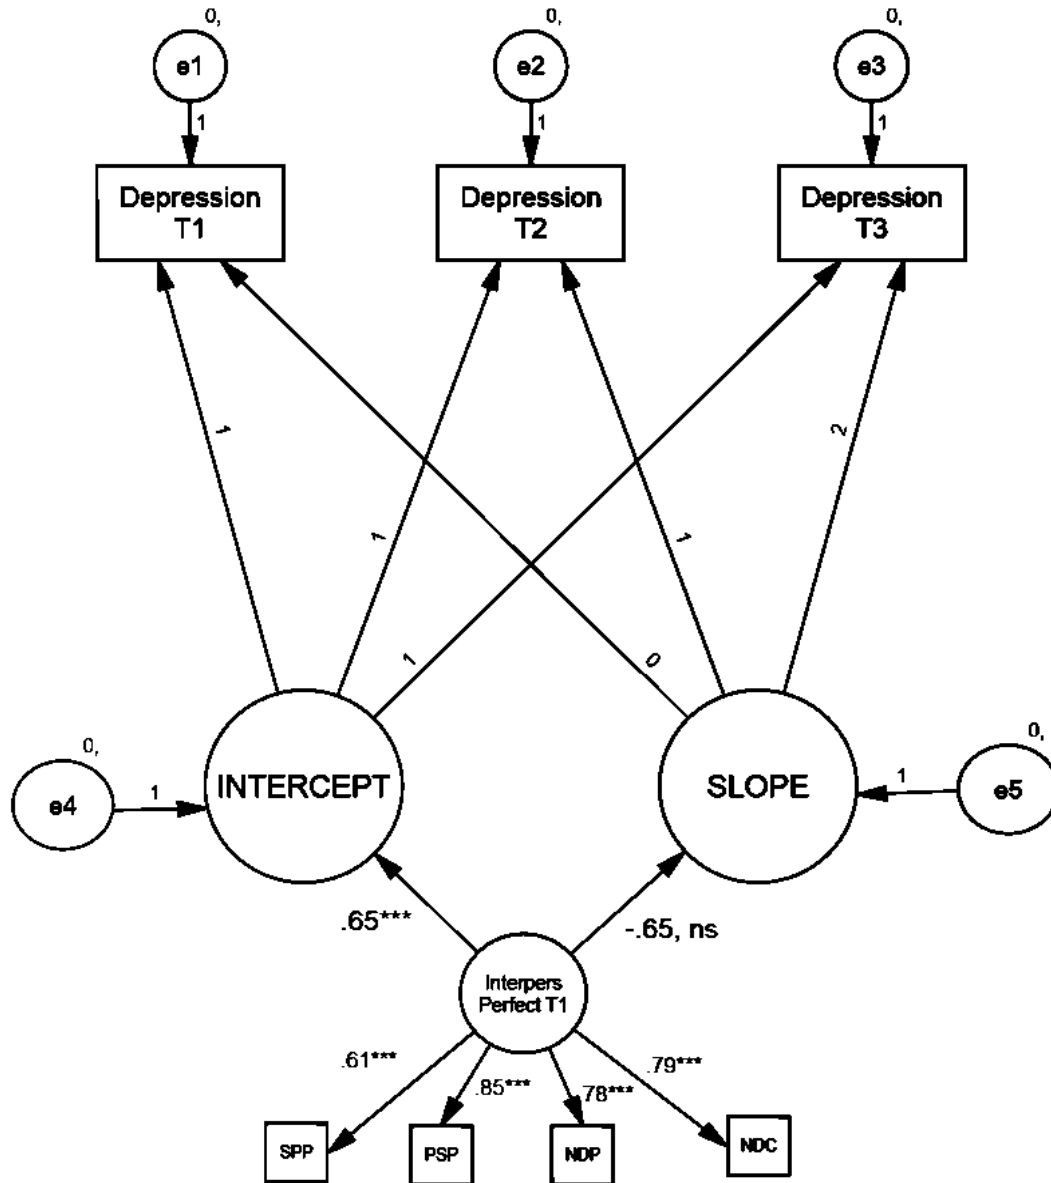 0,
0,
0,
e1
e2
e3
1
1
1
Depression
T1
Depression
T2
Depression
T3
1
1
1
0
1
2
0,
0,
e4
1
INTERCEPT
SLOPE
1
e5
.65***
-.65, ns
Interpers
Perfect T1
.61***
.85***
.78***
.79***
SPP
PSP
NDP
NDC